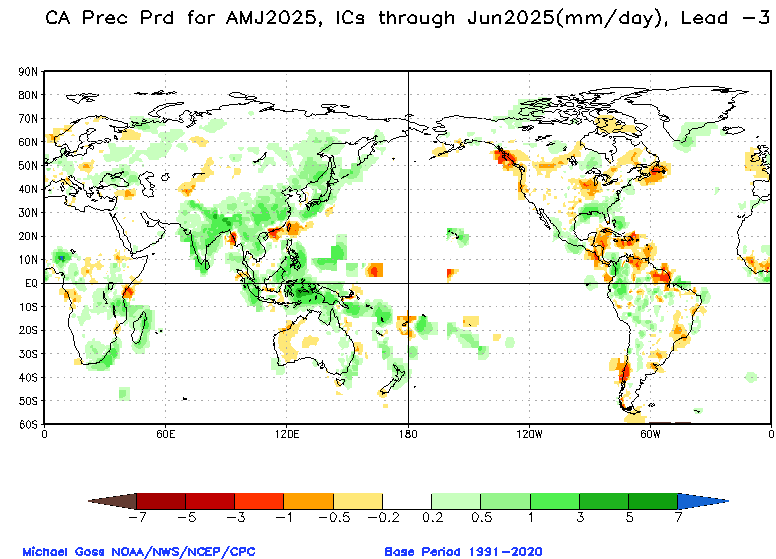 CA Prec Prd for AMJ2025, ICs through Jun2025(mm/day), Lead −3
90N
80N
70N
60N
50N
40N
30N
20N
10N
EQ
10S
20S
30S
40S
50S
60S
0 60E 120E 180 120W 60W 0
−7 −5 −3 −1 −0.5 −0.2 0.2 0.5 1 3 5 7
Michael Goss NOAA/NWS/NCEP/CPC Base Period 1991−2020